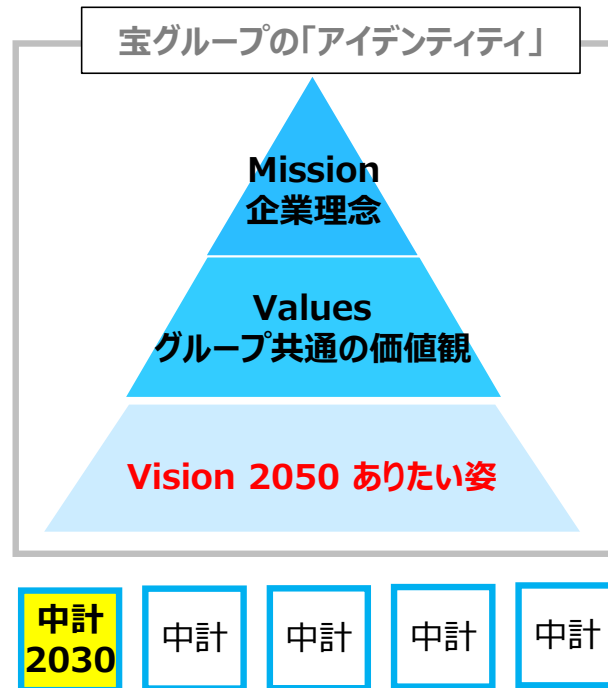 宝グループの「アイデンティティ」
Mission
企業理念
Values
グループ共通の価値観
Vision 2050 ありたい姿
中計
2030
中計
中計
中計
中計